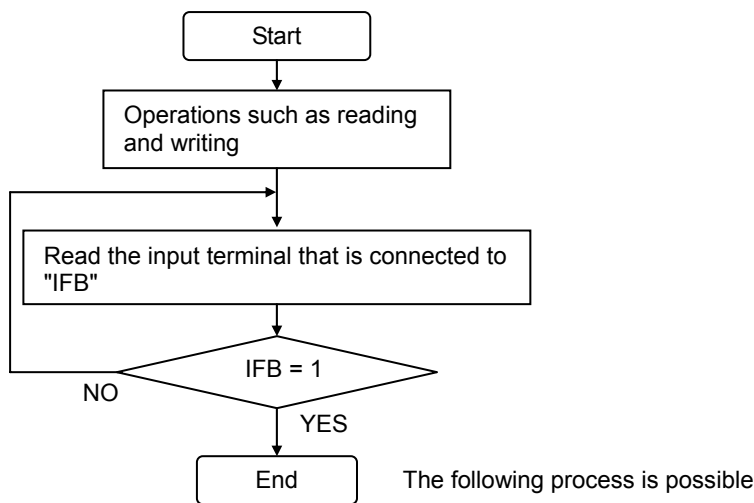 Start
Operations such as reading
and writing
Read the input terminal that is connected to
"IFB"
IFB = 1
NO
YES
End
The following process is possible